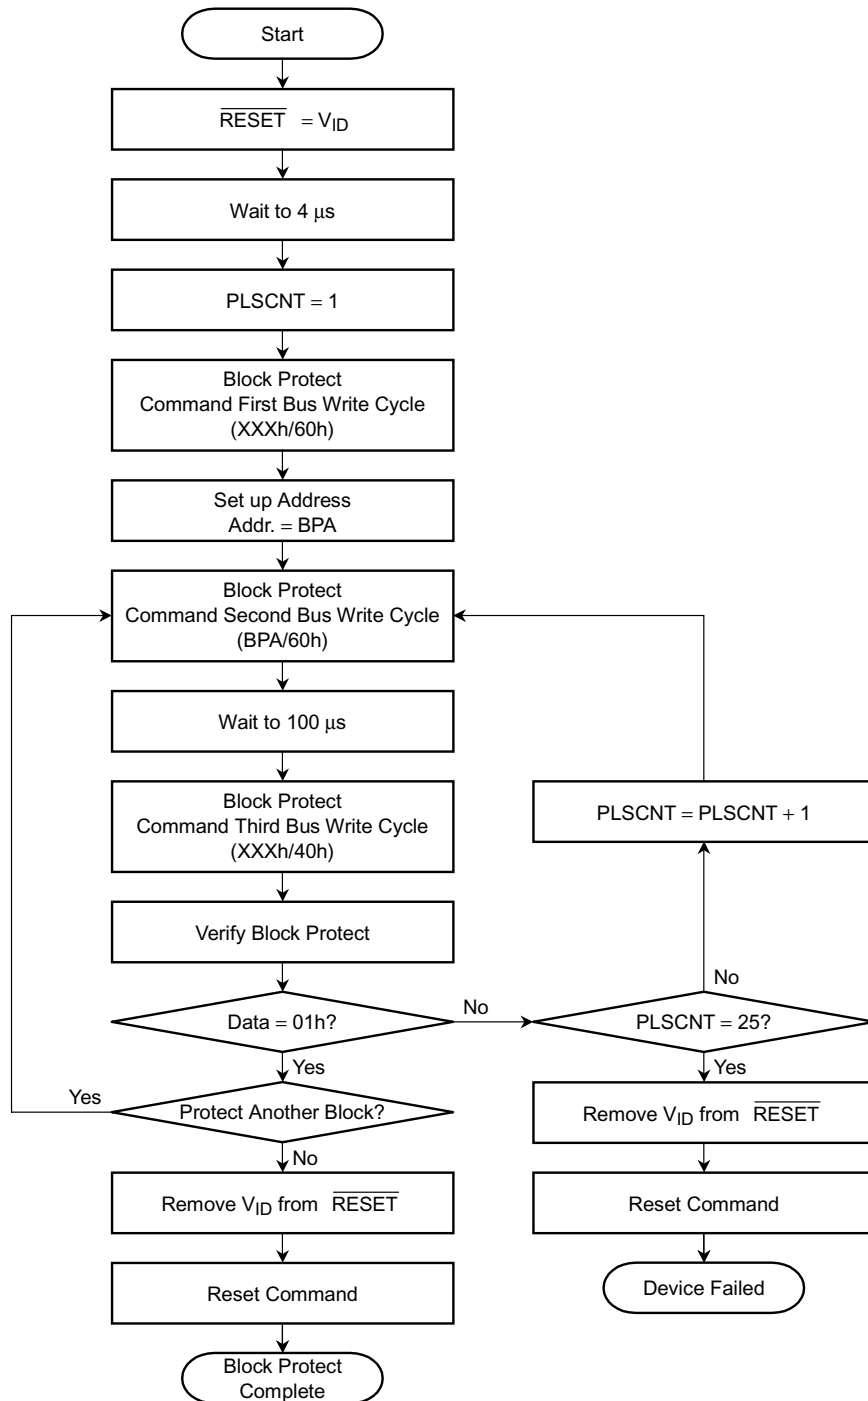 Start
RESET = VID
Wait to 4 μs
PLSCNT = 1
Block Protect
Command First Bus Write Cycle
(XXXh/60h)
Set up Address
Addr. = BPA
Block Protect
Command Second Bus Write Cycle
(BPA/60h)
Wait to 100 μs
Block Protect
Command Third Bus Write Cycle
(XXXh/40h)
PLSCNT = PLSCNT + 1
Verify Block Protect
No
Data = 01h?
No
PLSCNT = 25?
Yes
Yes
Yes
Protect Another Block?
Remove VID from RESET
No
Remove VID from RESET
Reset Command
Reset Command
Device Failed
Block Protect
Complete